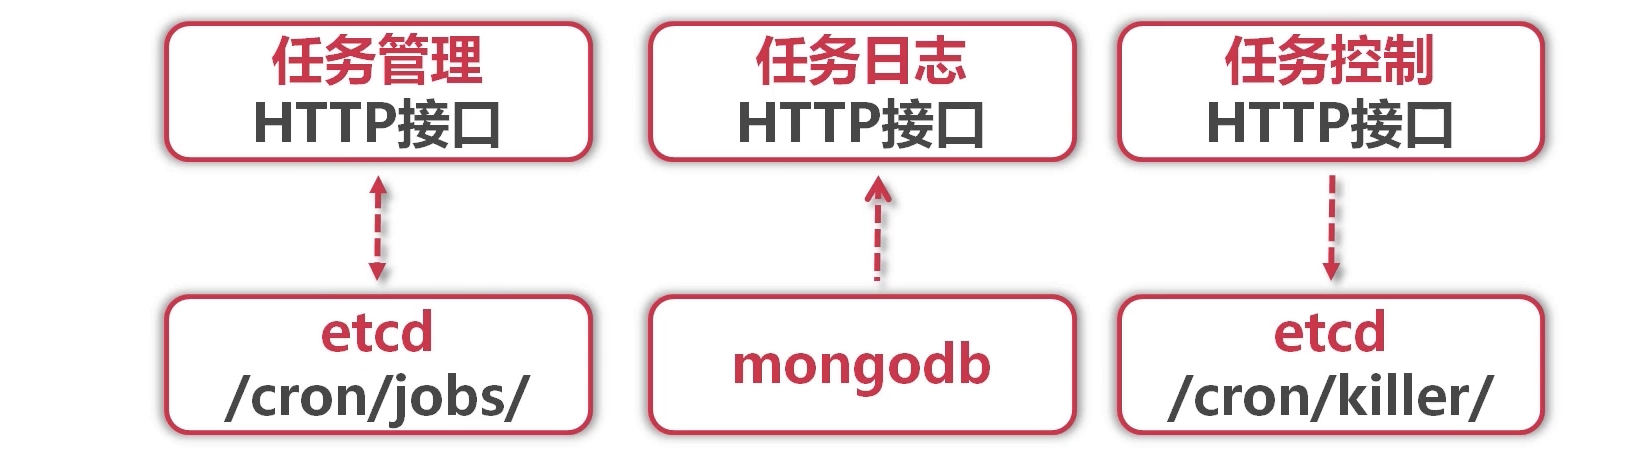 任务管理
HTTP接口
任务日志
HTTP接口
任务控制
HTTP接口
etcd
/cron/jobs/
mongodb
etcd
/cron/killer/